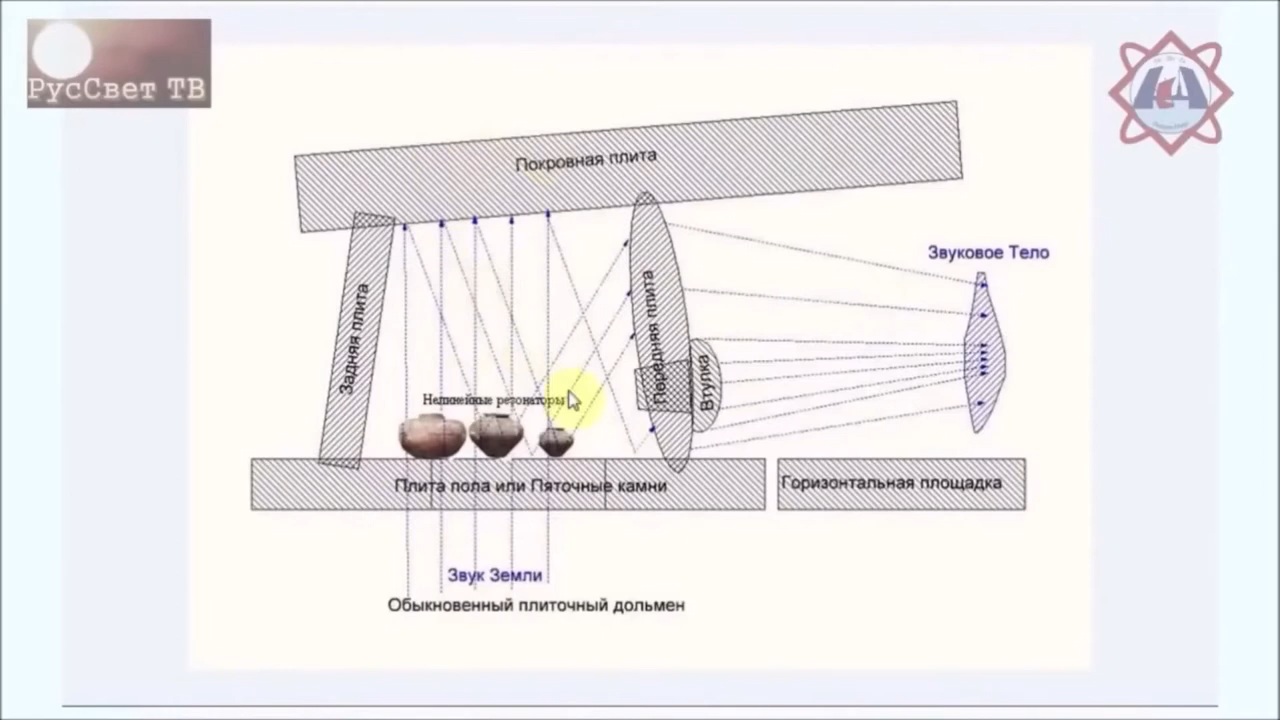 РусСвет ТВ
Покровная плита
Звуковое Тело
Задняя плита
Передняя плита
Втулка
Нелинейные резонаторы
Плита пола или Пяточные камни
Горизонтальная площадка
Звук Земли
Обыкновенный плиточный дольмен